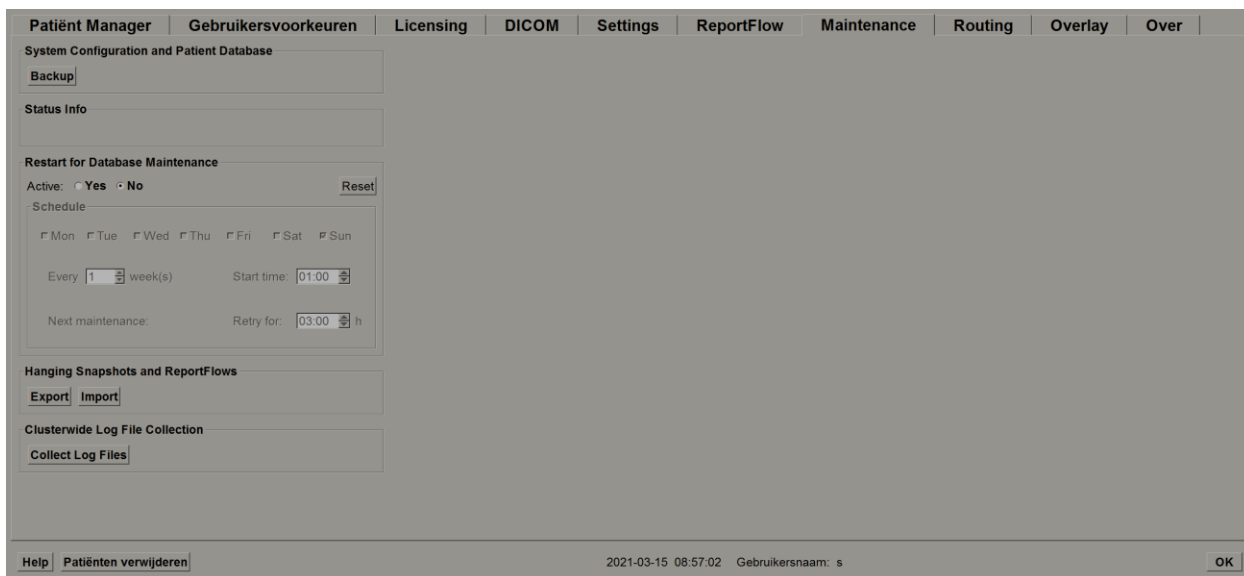 Patiënt Manager Gebruikersvoorkeuren Licensing DICOM Settings ReportFlow Maintenance Routing Overlay Over
System Configuration and Patient Database
Backup
Status Info
Restart for Database Maintenance
Active: Yes No Reset
Schedule
Mon Tue Wed Thu Fri Sat Sun
Every 1 week(s) Start time: 01:00
Next maintenance: Retry for: 03:00 h
Hanging Snapshots and ReportFlows
Export Import
Clusterwide Log File Collection
Collect Log Files
Help Patiënten verwijderen 2021-03-15 08:57:02 Gebruikersnaam: s OK